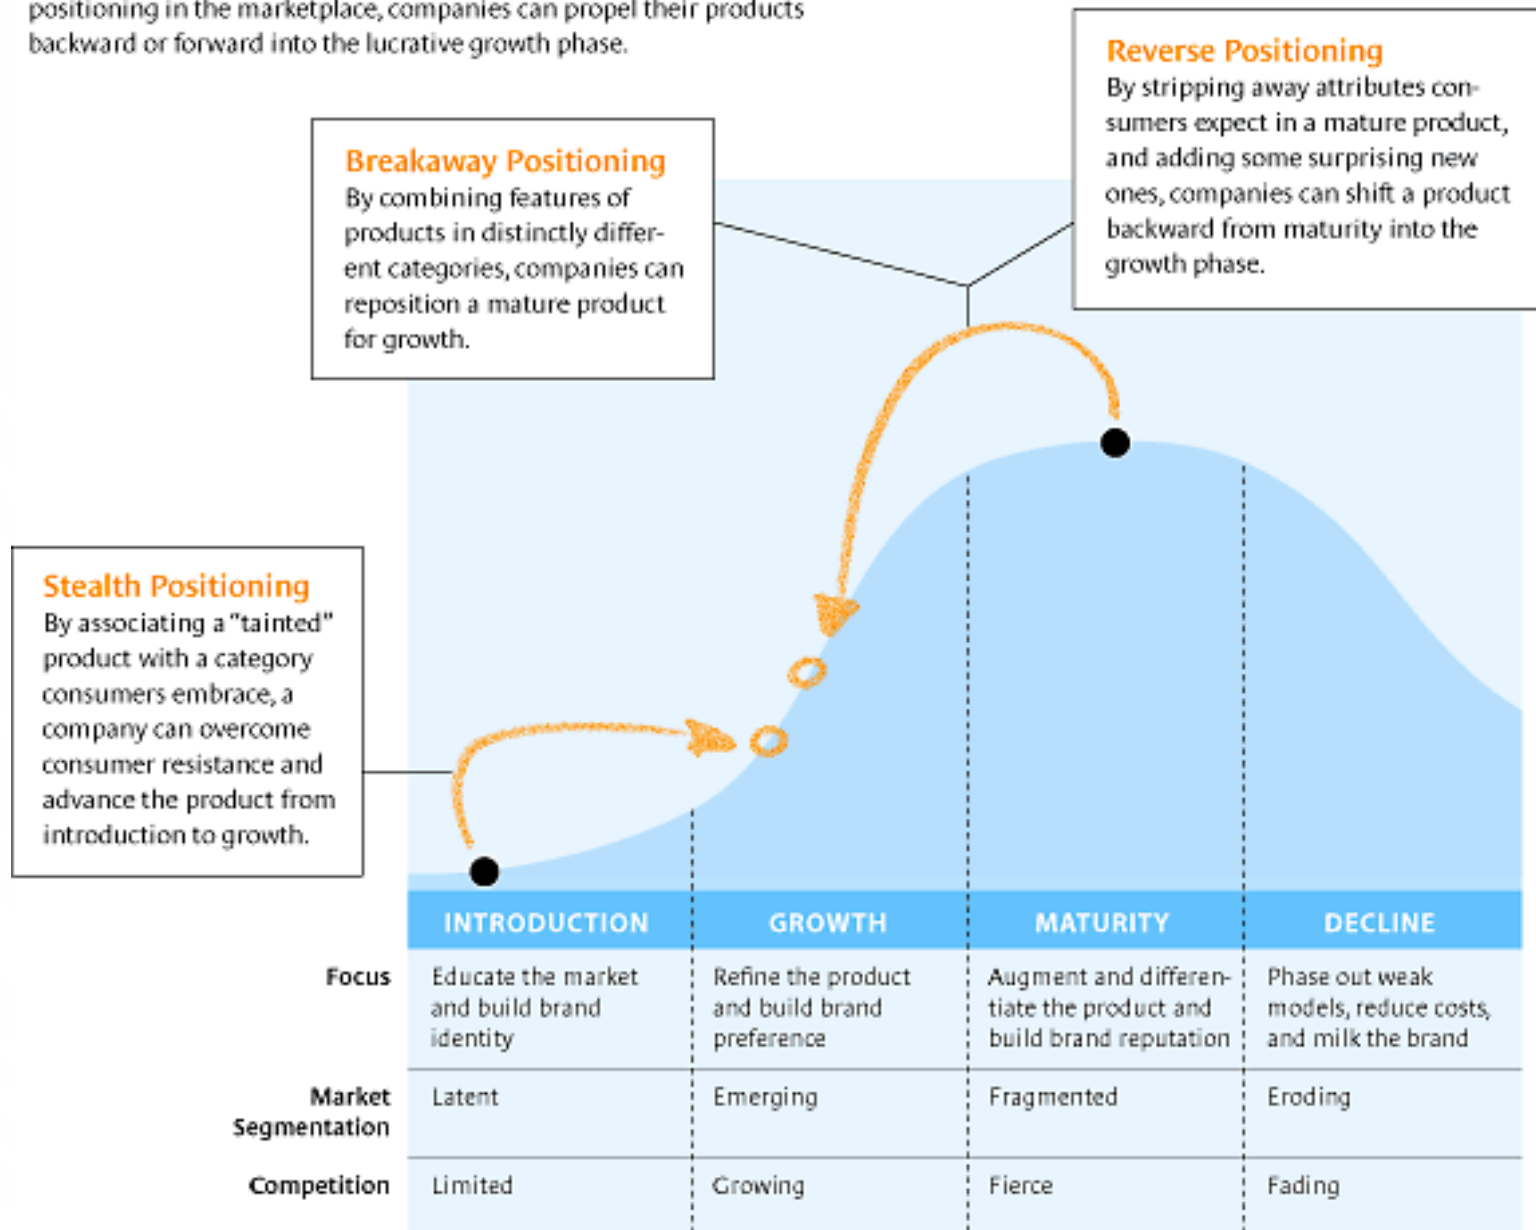 positioning in the marketplace, companies can propel their products
backward or forward into the lucrative growth phase.
Reverse Positioning
By stripping away attributes con-
sumers expect in a mature product,
and adding some surprising new
ones, companies can shift a product
backward from maturity into the
growth phase.
Breakaway Positioning
By combining features of
products in distinctly differ-
ent categories, companies can
reposition a mature product
for growth.
Stealth Positioning
By associating a “tainted”
product with a category
consumers embrace, a
company can overcome
consumer resistance and
advance the product from
introduction to growth.
INTRODUCTION GROWTH MATURITY DECLINE
Focus
Educate the market
and build brand
identity
Refine the product
and build brand
preference
Augment and differen-
tiate the product and
build brand reputation
Phase out weak
models, reduce costs,
and milk the brand
Market
Segmentation
Latent Emerging Fragmented Eroding
Competition Limited Growing Fierce Fading